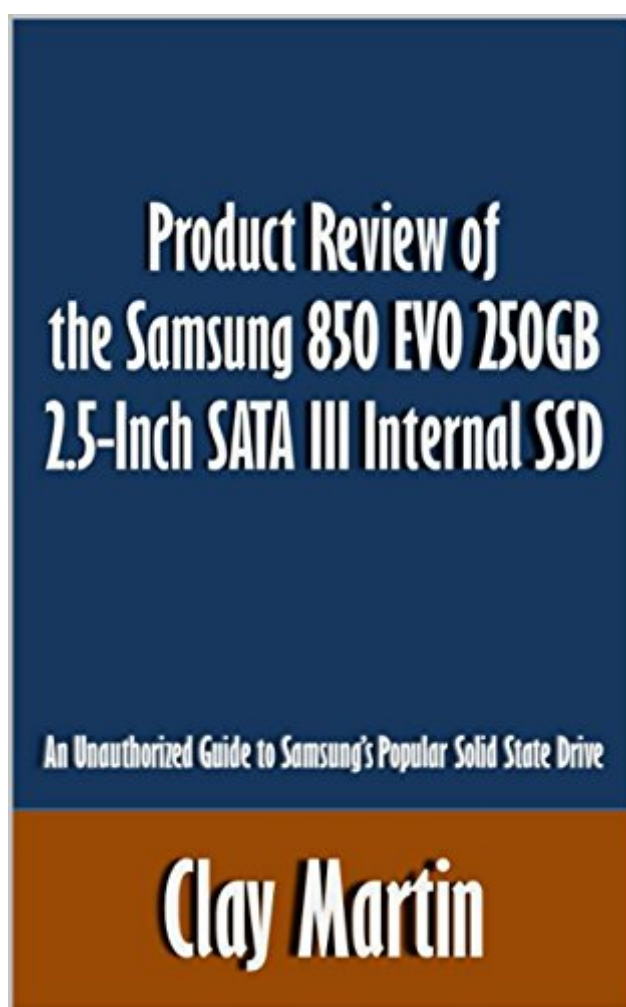 Product Review of
the Samsung 850 EVO 250GB
2.5-Inch SATA III Internal SSD
An Unauthorized Guide to Samsung's Popular Solid State Drive
Clay Martin